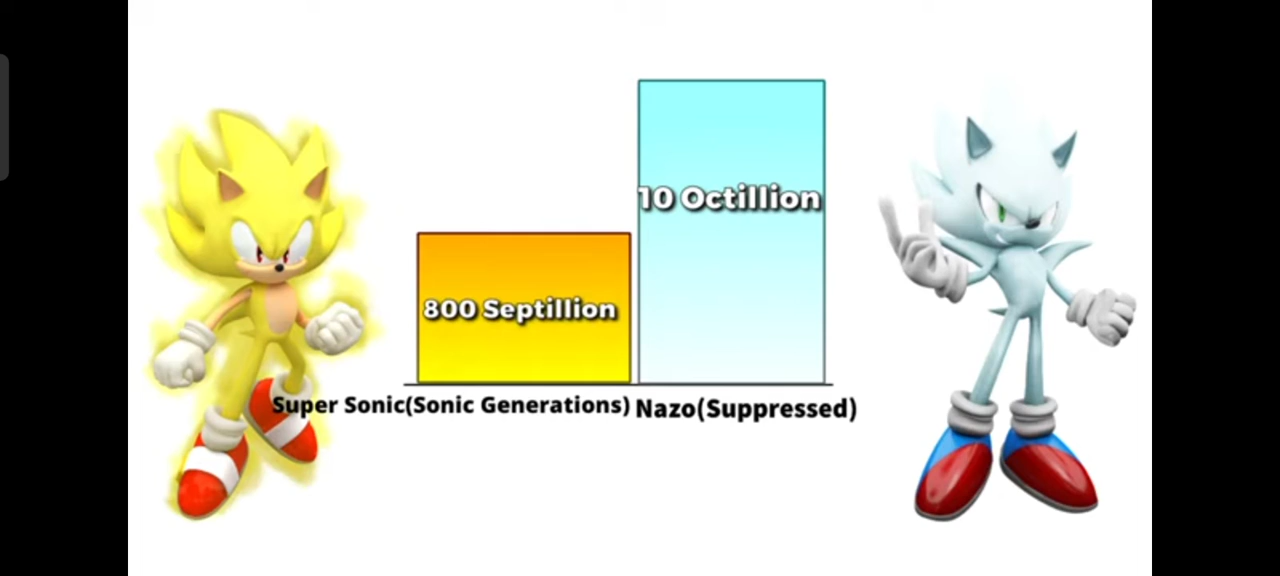 10 Octillion
800 Septillion
Super Sonic(Sonic Generations) Nazo(Suppressed)